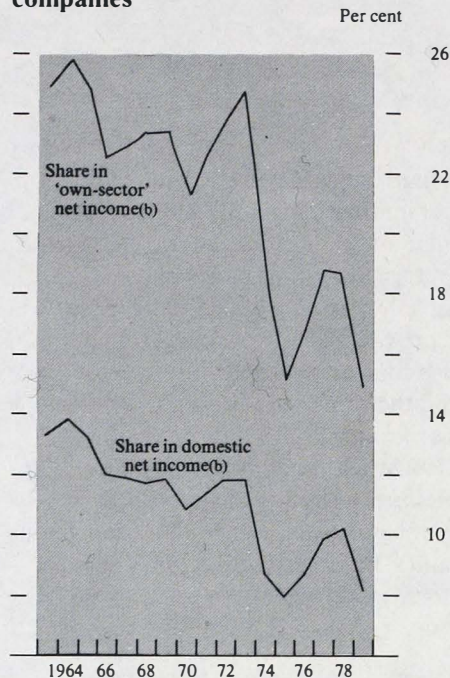 companies
Per cent
26
22
18
14
10
Share in
'own-sector'
net income(b)
Share in domestic
net income(b)
1964 66 68 70 72 74 76 78